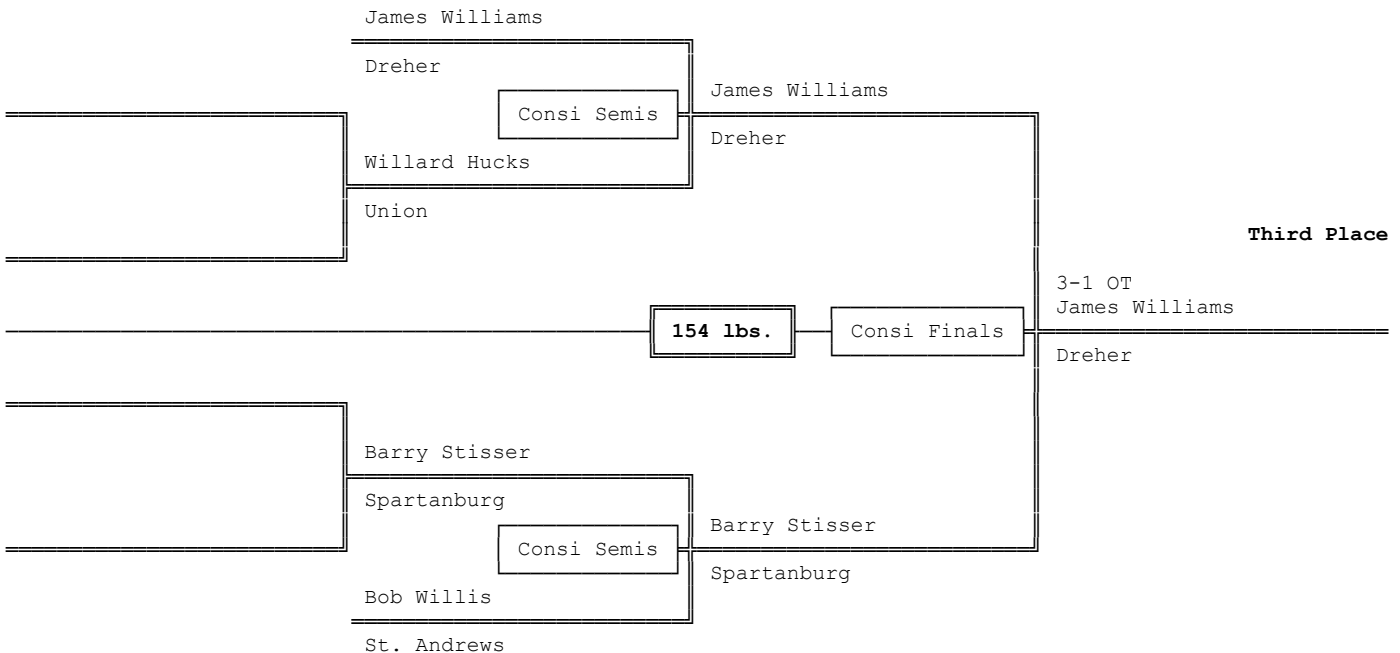 James Williams
Dreher
Consi Semis
James Williams
Dreher
Willard Hucks
Union
Third Place
3-1 OT
James Williams
154 lbs.
Consi Finals
Dreher
Barry Stisser
Spartanburg
Consi Semis
Barry Stisser
Spartanburg
Bob Willis
St. Andrews